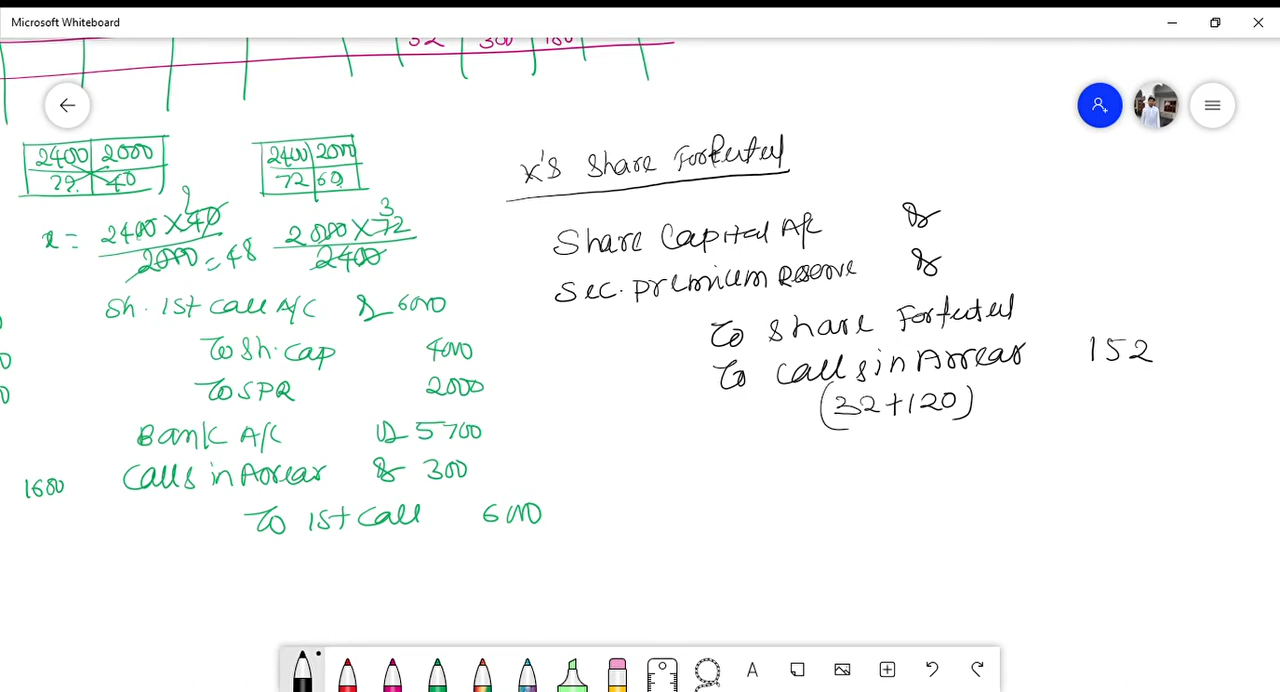 Microsoft Whiteboard
32 300 180
2400 2000
72 40
2400 2000
72 60
x = 2400 X 40 / 2000 = 48
2
2000 X 72 / 2400
3
Sh. 1st Call A/C Dr 6000
To Sh. Cap 4000
To SPR 2000
Bank A/C Dr 5700
Calls in Arrear Dr 300
1680
To 1st Call 6000
X's Share Forfeited
Share Capital A/c Dr
Sec. Premium Reserve Dr
To Share Forfeited
To Calls in Arrear 152
(32+120)
A